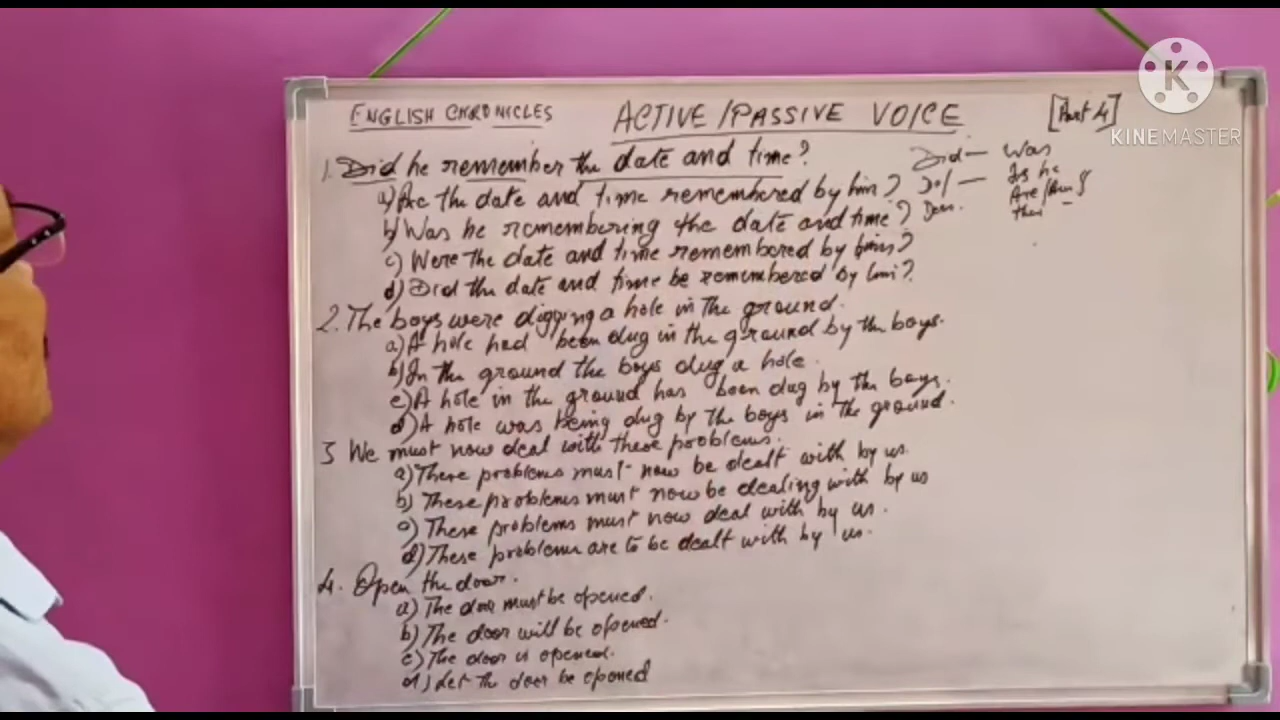 ENGLISH CHRONICLES ACTIVE/PASSIVE VOICE [Part 4]
K
KINEMASTER
1. Did he remember the date and time?
a) Are the date and time remembered by him?
b) Was he remembering the date and time?
c) Were the date and time remembered by him?
d) Did the date and time be remembered by him?
Did — Was
Do/ — Is he
Does. Are/
2. The boys were digging a hole in the ground.
a) A hole had been dug in the ground by the boys.
b) In the ground the boys dug a hole.
c) A hole in the ground has been dug by the boys.
d) A hole was being dug by the boys in the ground.
3 We must now deal with these problems.
a) These problems must now be dealt with by us.
b) These problems must now be dealing with by us
c) These problems must now deal with by us.
d) These problems are to be dealt with by us.
4. Open the door.
a) The door must be opened.
b) The door will be opened.
c) The door is opened.
d) Let the door be opened